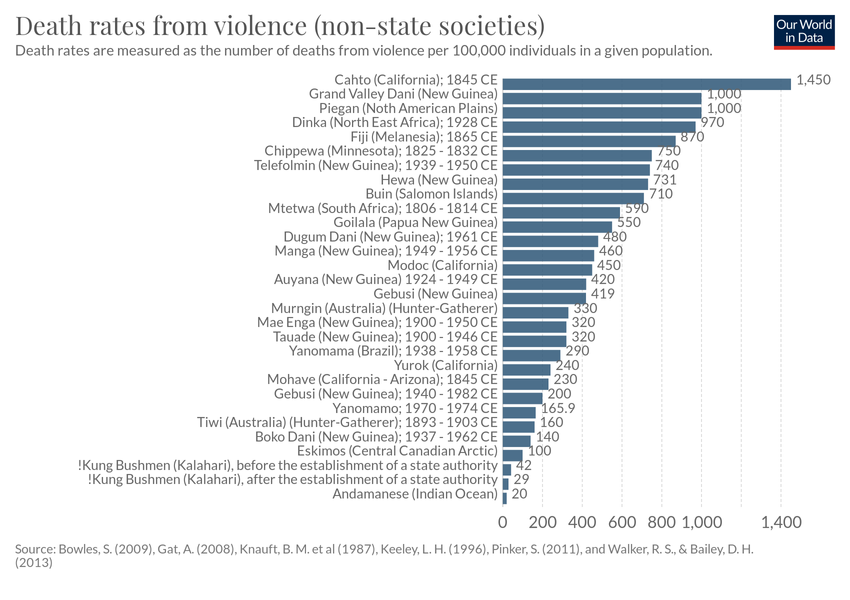 Death rates from violence (non-state societies)
Our World
in Data
Death rates are measured as the number of deaths from violence per 100,000 individuals in a given population.
Cahto (California); 1845 CE 1,450
Grand Valley Dani (New Guinea) 1,000
Piegan (Noth American Plains) 1,000
Dinka (North East Africa); 1928 CE 970
Fiji (Melanesia); 1865 CE 870
Chippewa (Minnesota); 1825 - 1832 CE 750
Telefolmin (New Guinea); 1939 - 1950 CE 740
Hewa (New Guinea) 731
Buin (Salomon Islands) 710
Mtetwa (South Africa); 1806 - 1814 CE 590
Goilala (Papua New Guinea) 550
Dugum Dani (New Guinea); 1961 CE 480
Manga (New Guinea); 1949 - 1956 CE 460
Modoc (California) 450
Auyana (New Guinea) 1924 - 1949 CE 420
Gebusi (New Guinea) 419
Murngin (Australia) (Hunter-Gatherer) 330
Mae Enga (New Guinea); 1900 - 1950 CE 320
Tauade (New Guinea); 1900 - 1946 CE 320
Yanomama (Brazil); 1938 - 1958 CE 290
Yurok (California) 240
Mohave (California - Arizona); 1845 CE 230
Gebusi (New Guinea); 1940 - 1982 CE 200
Yanomamo; 1970 - 1974 CE 165.9
Tiwi (Australia) (Hunter-Gatherer); 1893 - 1903 CE 160
Boko Dani (New Guinea); 1937 - 1962 CE 140
Eskimos (Central Canadian Arctic) 100
!Kung Bushmen (Kalahari), before the establishment of a state authority 42
!Kung Bushmen (Kalahari), after the establishment of a state authority 29
Andamanese (Indian Ocean) 20
0 200 400 600 800 1,000 1,400
Source: Bowles, S. (2009), Gat, A. (2008), Knauft, B. M. et al (1987), Keeley, L. H. (1996), Pinker, S. (2011), and Walker, R. S., & Bailey, D. H.
(2013)